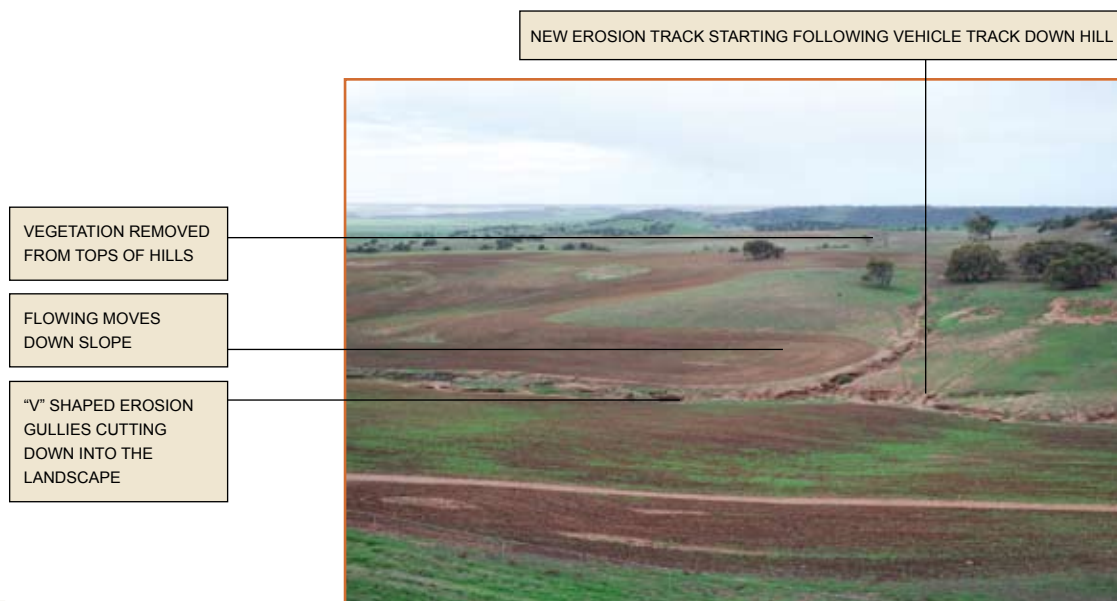 NEW EROSION TRACK STARTING FOLLOWING VEHICLE TRACK DOWN HILL
VEGETATION REMOVED
FROM TOPS OF HILLS
FLOWING MOVES
DOWN SLOPE
“V” SHAPED EROSION
GULLIES CUTTING
DOWN INTO THE
LANDSCAPE